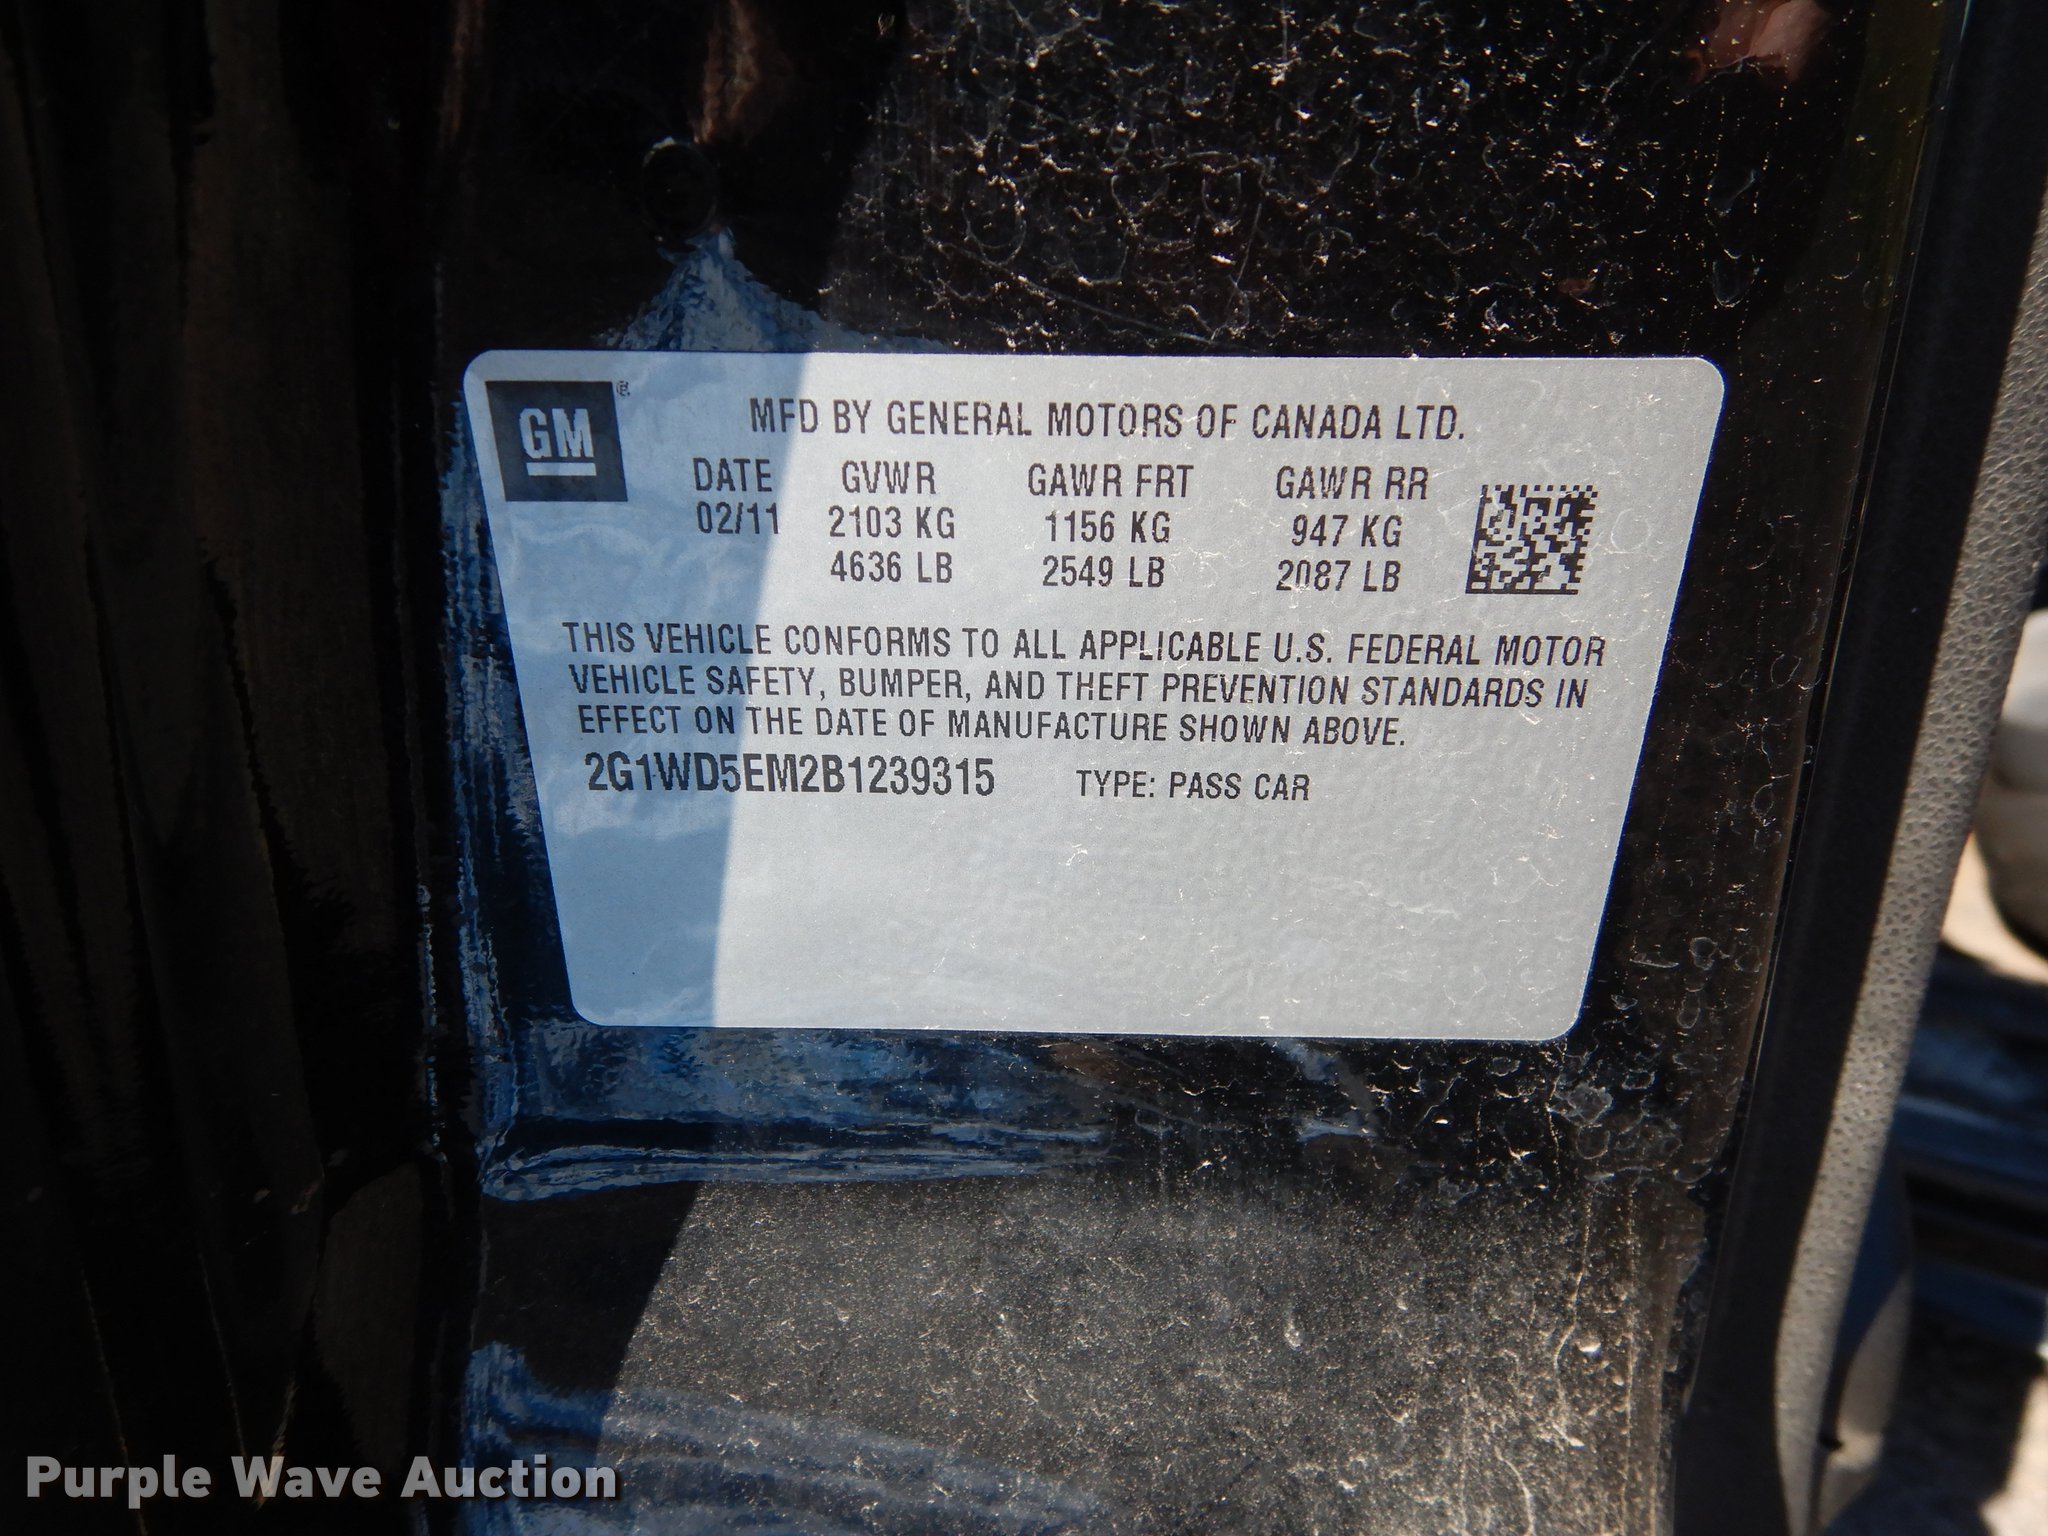 GM®
MFD BY GENERAL MOTORS OF CANADA LTD.
DATE GVWR GAWR FRT GAWR RR
02/11 2103 KG 1156 KG 947 KG
4636 LB 2549 LB 2087 LB
THIS VEHICLE CONFORMS TO ALL APPLICABLE U.S. FEDERAL MOTOR
VEHICLE SAFETY, BUMPER, AND THEFT PREVENTION STANDARDS IN
EFFECT ON THE DATE OF MANUFACTURE SHOWN ABOVE.
2G1WD5EM2B1239315 TYPE: PASS CAR
Purple Wave Auction